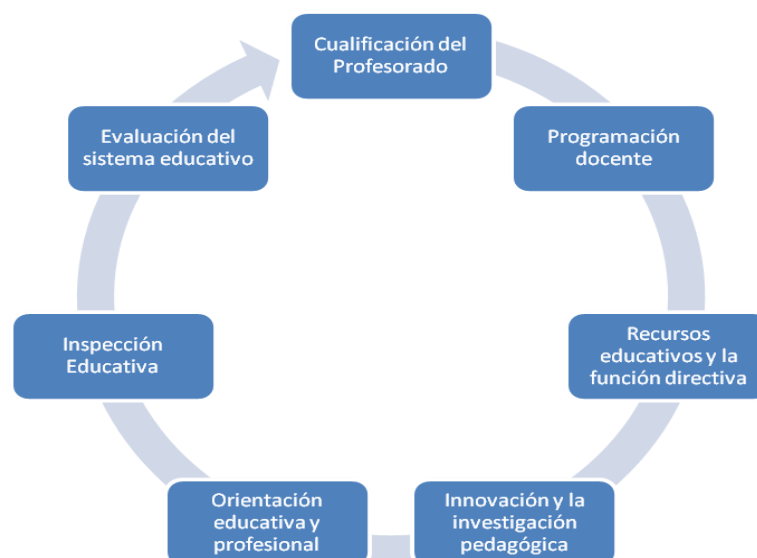 Cualificación del
Profesorado
Programación
docente
Recursos
educativos y la
función directiva
Innovación y la
investigación
pedagógica
Orientación
educativa y
profesional
Inspección
Educativa
Evaluación del
sistema educativo